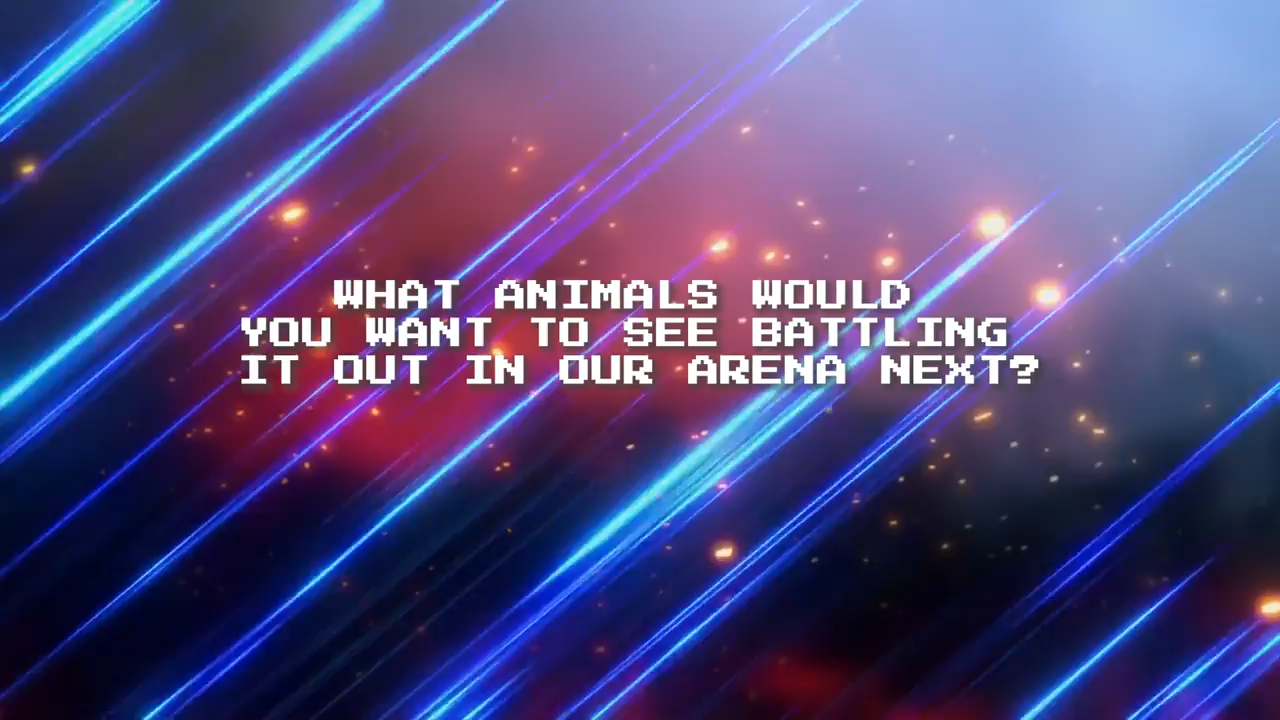 WHAT ANIMALS WOULD
YOU WANT TO SEE BATTLING
IT OUT IN OUR ARENA NEXT?